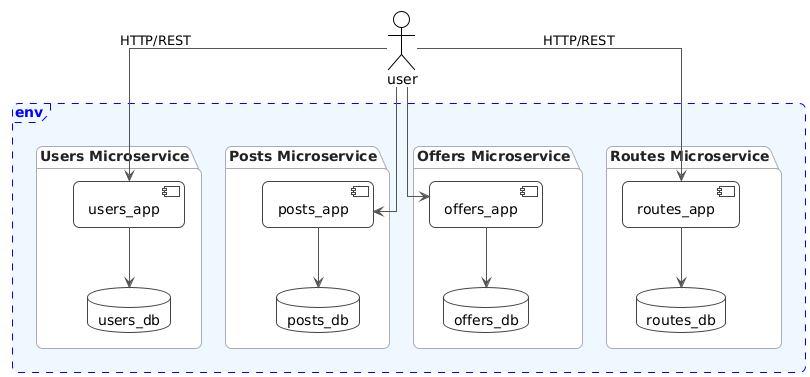 HTTP/REST
HTTP/REST
user
env
Users Microservice
Posts Microservice
Offers Microservice
Routes Microservice
users_app
posts_app
offers_app
routes_app
users_db
posts_db
offers_db
routes_db